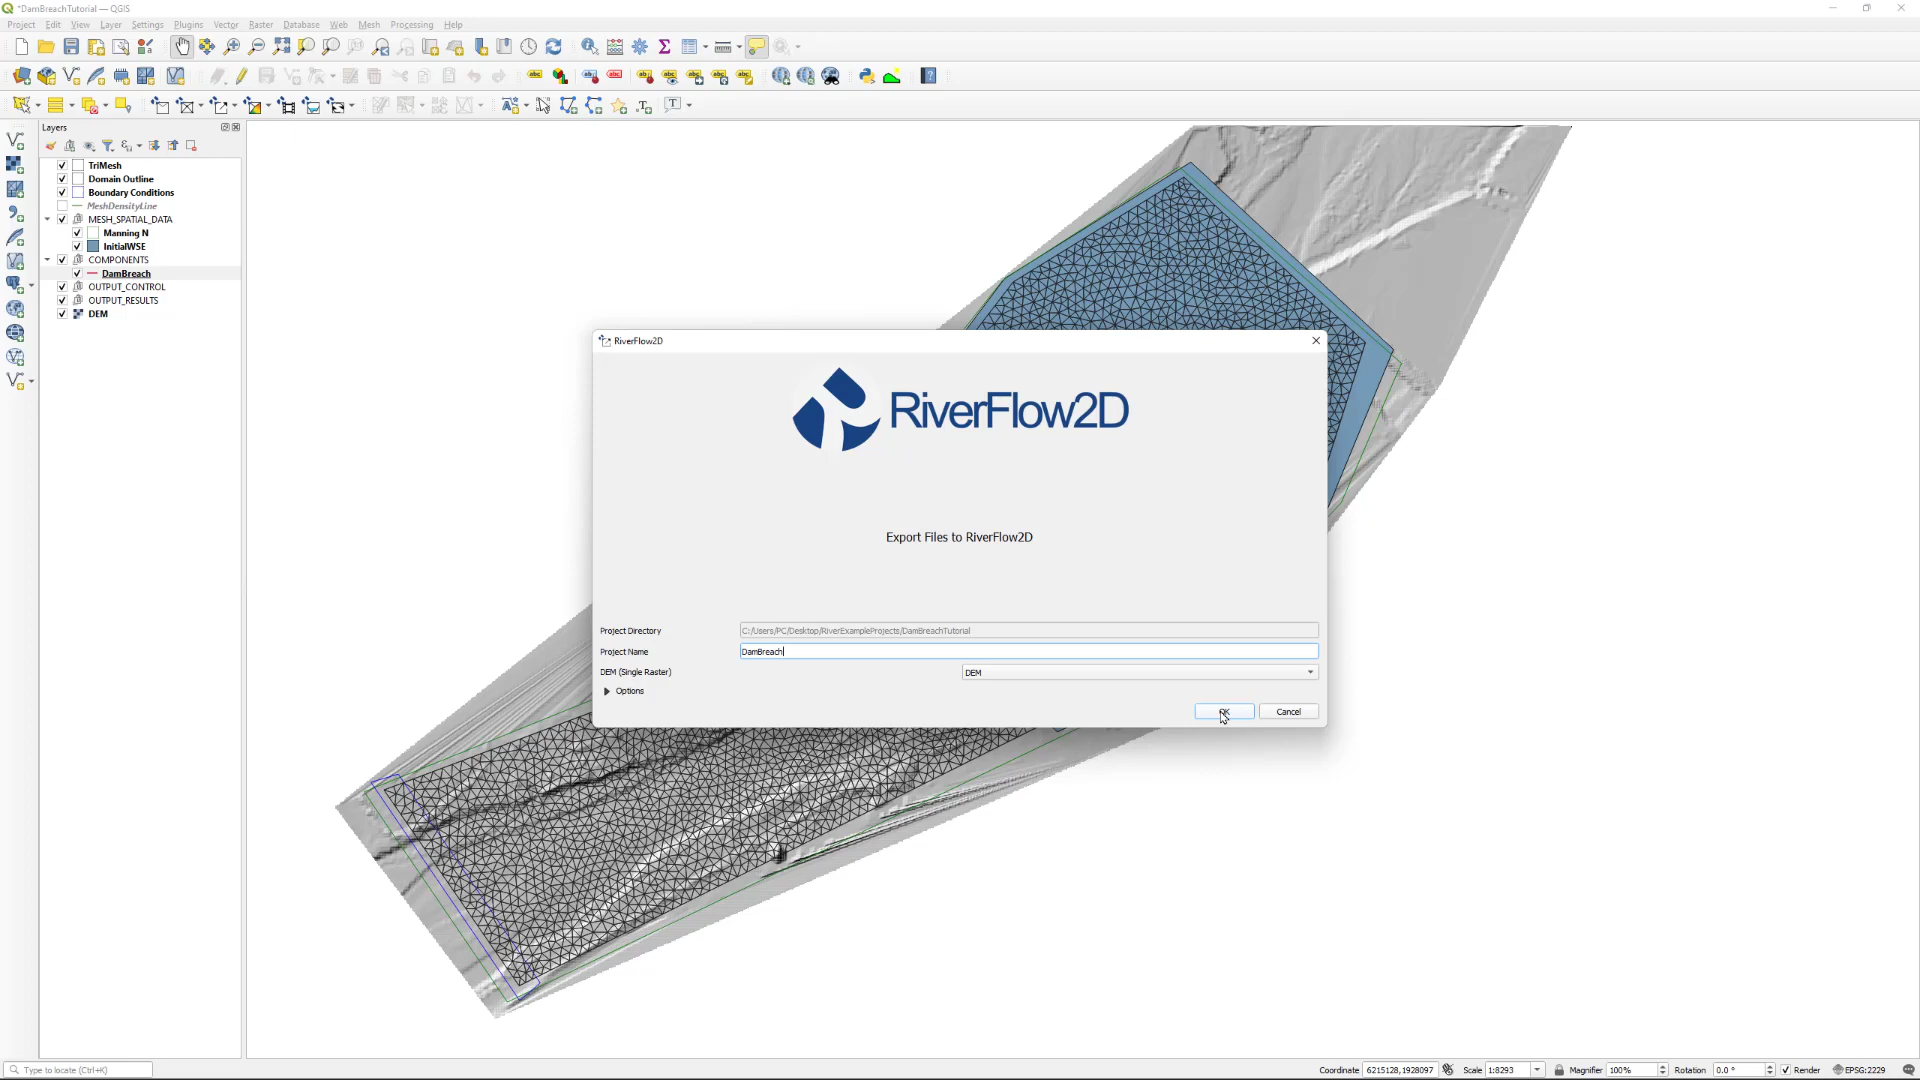 *DamBreachTutorial — QGIS
Project Edit View Layer Settings Plugins Vector Raster Database Web Mesh Processing Help
Layers
TriMesh
Domain Outline
Boundary Conditions
MeshDensityLine
MESH_SPATIAL_DATA
Manning N
InitialWSE
COMPONENTS
DamBreach
OUTPUT_CONTROL
OUTPUT_RESULTS
DEM
RiverFlow2D
RiverFlow2D
Export Files to RiverFlow2D
Project Directory C:/Users/PC/Desktop/RiverExampleProjects/DamBreachTutorial
Project Name DamBreach
DEM (Single Raster) DEM
Options
OK Cancel
Type to locate (Ctrl+K) Coordinate 6215128,1928097 Scale 1:8293 Magnifier 100% Rotation 0.0 ° Render EPSG:2229